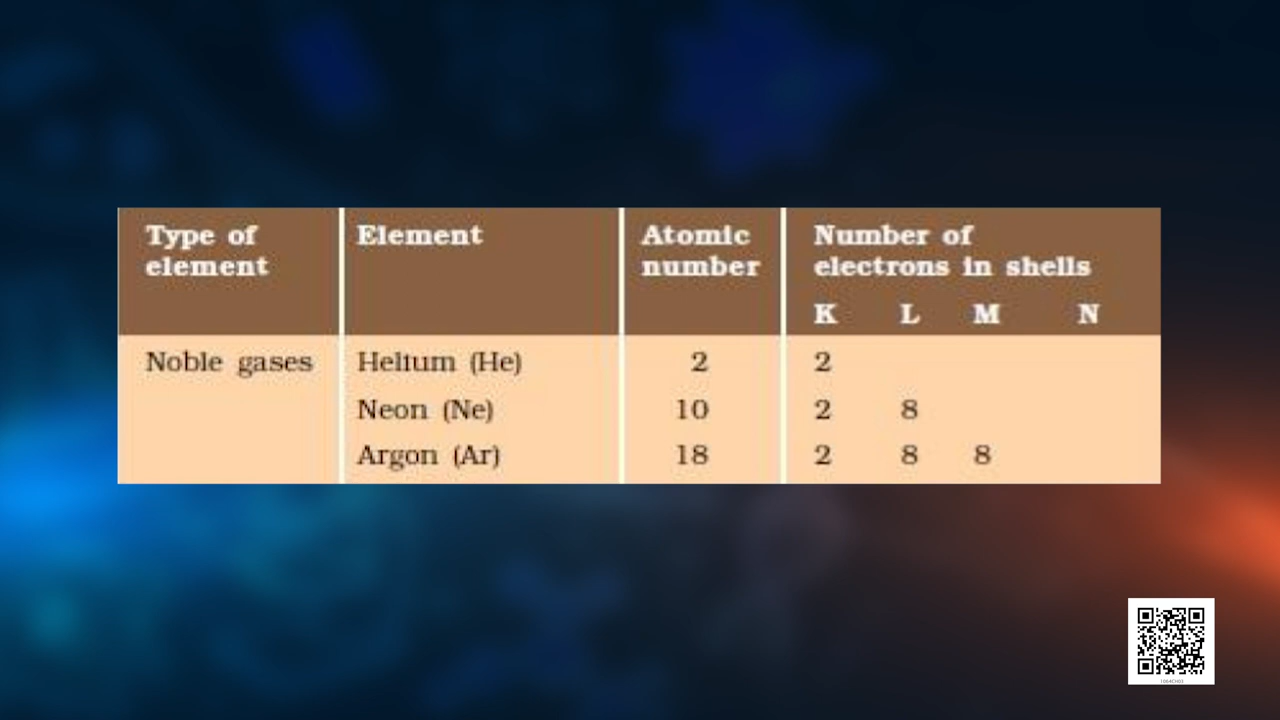 Type of element Element Atomic number Number of electrons in shells
K L M N
Noble gases Helium (He) 2 2
Neon (Ne) 10 2 8
Argon (Ar) 18 2 8 8